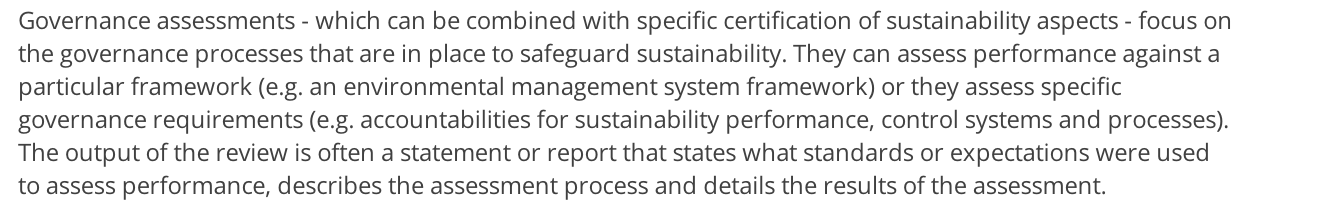 Governance assessments - which can be combined with specific certification of sustainability aspects - focus on
the governance processes that are in place to safeguard sustainability. They can assess performance against a
particular framework (e.g. an environmental management system framework) or they assess specific
governance requirements (e.g. accountabilities for sustainability performance, control systems and processes).
The output of the review is often a statement or report that states what standards or expectations were used
to assess performance, describes the assessment process and details the results of the assessment.